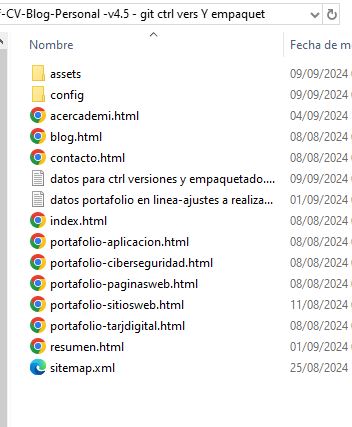 F-CV-Blog-Personal -v4.5 - git ctrl vers Y empaquet
Nombre Fecha de m
assets 09/09/2024
config 09/09/2024
acercademi.html 04/09/2024
blog.html 08/08/2024
contacto.html 08/08/2024
datos para ctrl versiones y empaquetado.... 09/09/2024
datos portafolio en linea-ajustes a realiza... 01/09/2024
index.html 08/08/2024
portafolio-aplicacion.html 08/08/2024
portafolio-ciberseguridad.html 08/08/2024
portafolio-paginasweb.html 08/08/2024
portafolio-sitiosweb.html 11/08/2024
portafolio-tarjdigital.html 08/08/2024
resumen.html 01/09/2024
sitemap.xml 25/08/2024